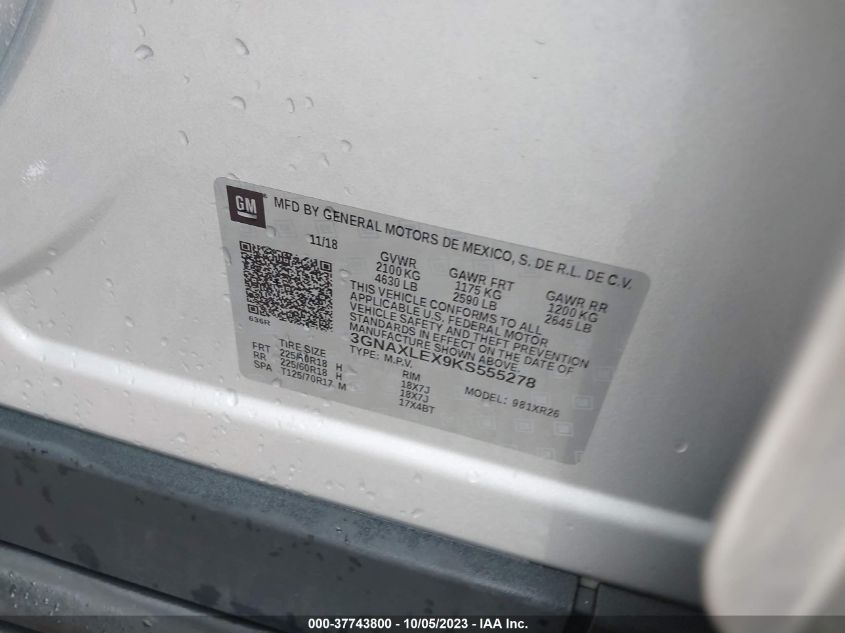 GM
MFD BY GENERAL MOTORS DE MEXICO, S. DE R.L. DE C.V.
11/18 GVWR GAWR FRT GAWR RR
2100 KG 1175 KG 1200 KG
4630 LB 2590 LB 2645 LB
THIS VEHICLE CONFORMS TO ALL
APPLICABLE U.S. FEDERAL MOTOR
VEHICLE SAFETY AND THEFT PREVENTION
STANDARDS IN EFFECT ON THE DATE OF
MANUFACTURE SHOWN ABOVE.
636R
3GNAXLEX9KS555278
TYPE: M.P.V. MODEL: 981XR26
TIRE SIZE RIM
FRT 225/60R18 H 18X7J
RR 225/60R18 H 18X7J
SPA T125/70R17 M 17X4BT
000-37743800 - 10/05/2023 - IAA Inc.